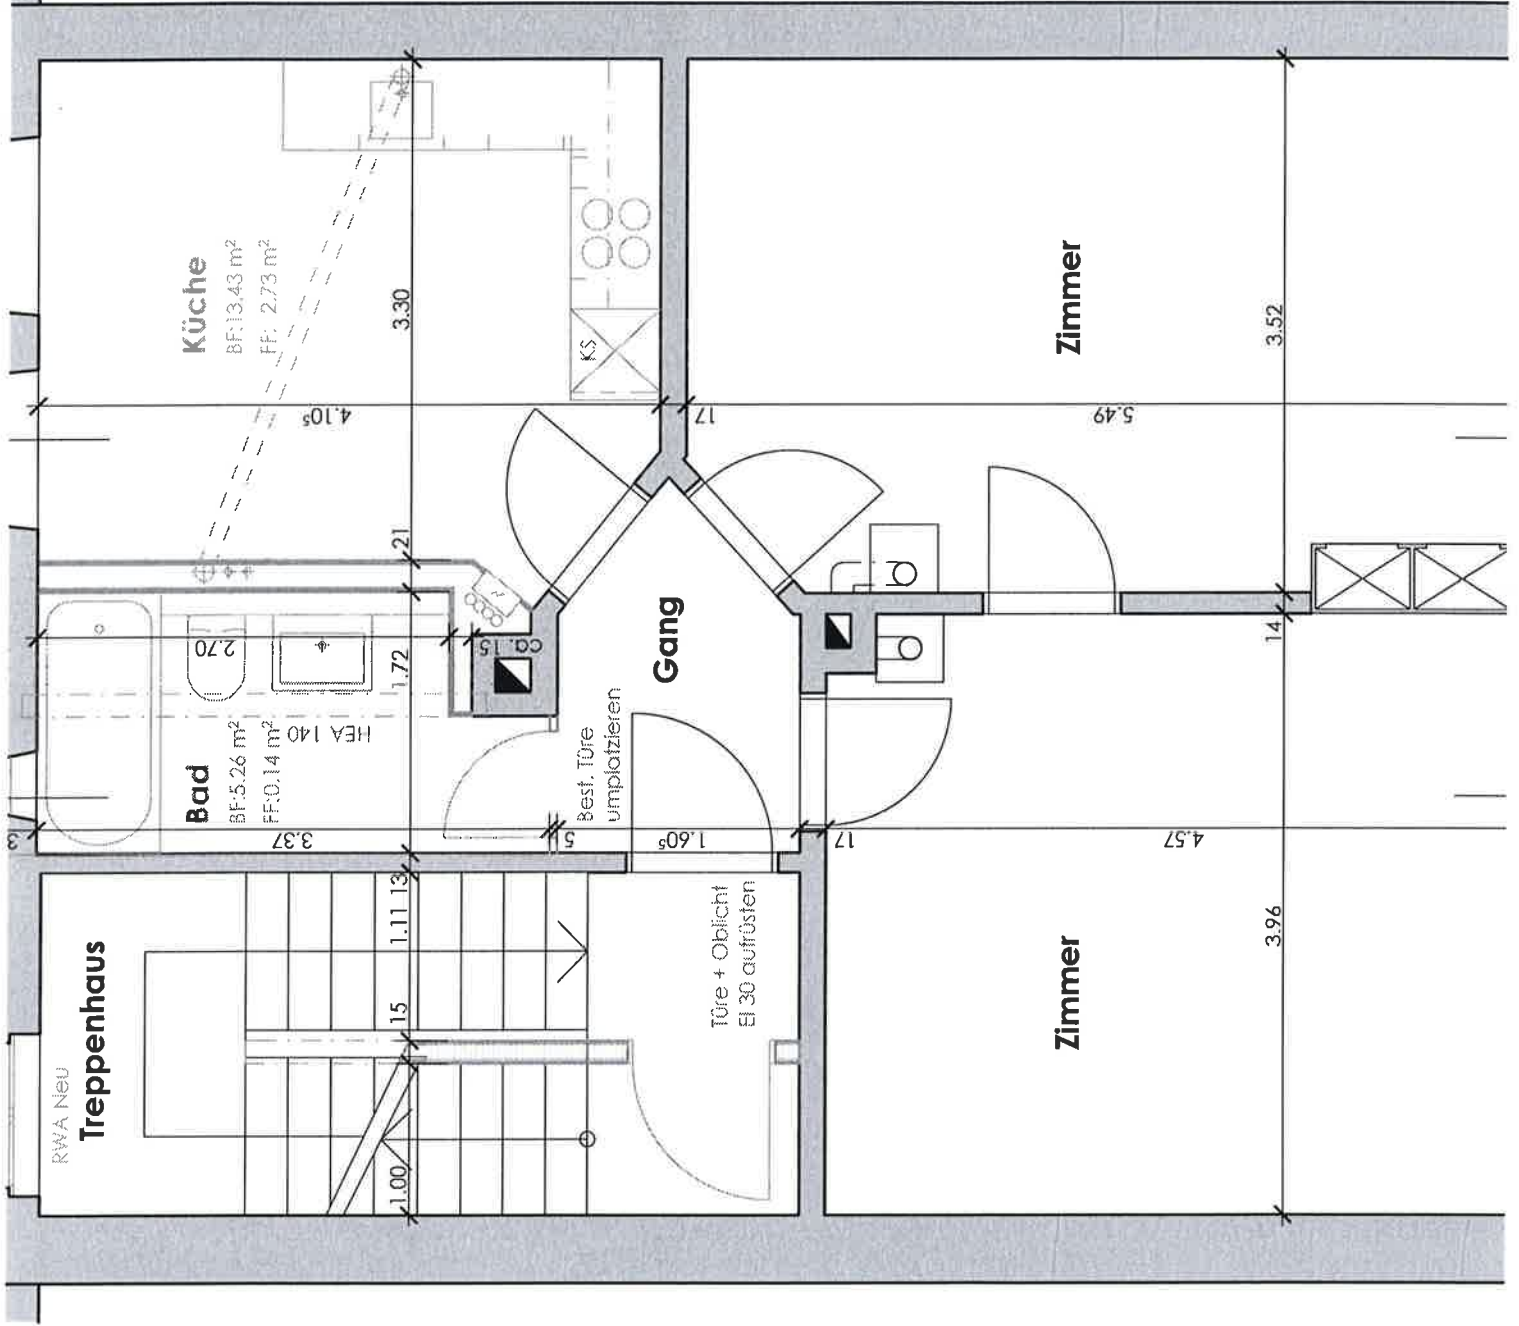 Küche
BF:13.43 m²
FF: 2.73 m²
3.30
4.10⁵
KS
17
Zimmer
3.52
5.49
21
2.70
1.72
ca. 15
HEA 140
Bad
BF:5.26 m²
FF:0.14 m²
Gang
Best. Türe
umplatzieren
14
3
3.37
5
1.60⁵
17
4.57
RWA Neu
Treppenhaus
13
1.11
15
1.00
Türe + Oblicht
EI 30 aufrüsten
Zimmer
3.96